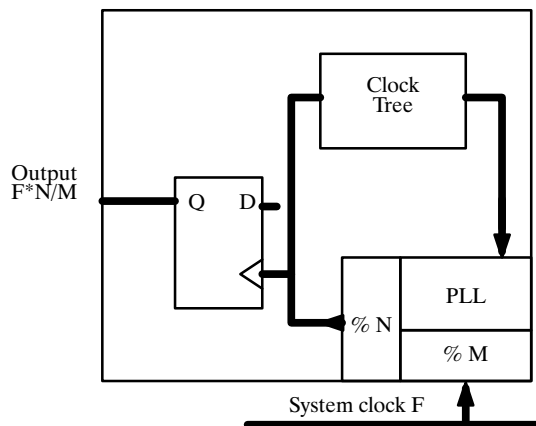 Clock
Tree
Output
F*N/M
Q D
PLL
% N
% M
System clock F